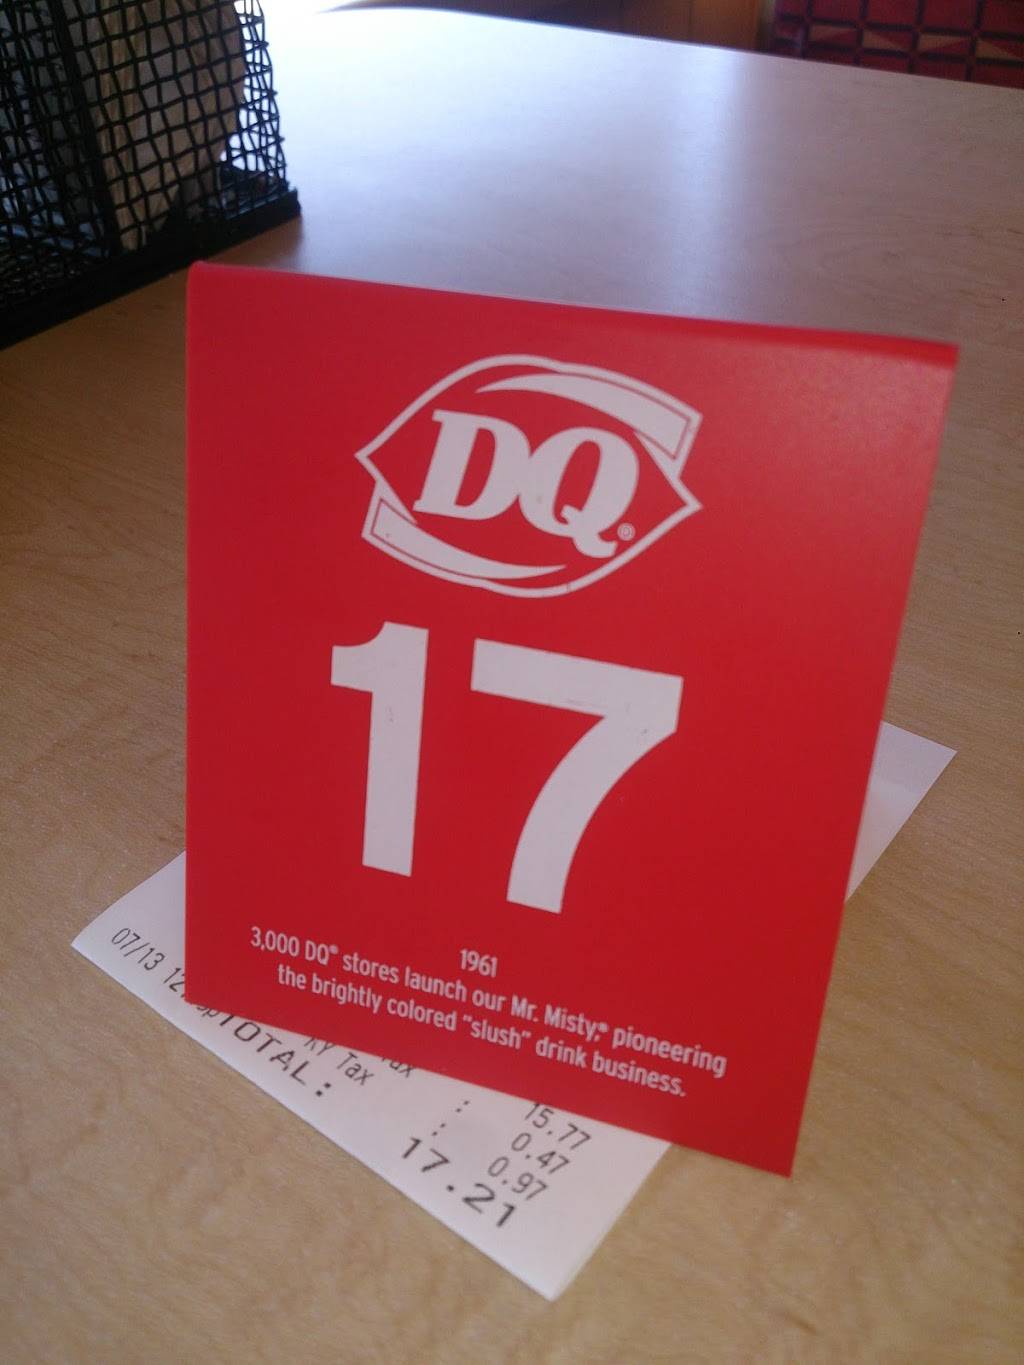 DQ®
17
1961
3,000 DQ® stores launch our Mr. Misty,® pioneering
the brightly colored "slush" drink business.
07/13
15.77
Tax : 0.47
KY Tax : 0.97
TOTAL: 17.21